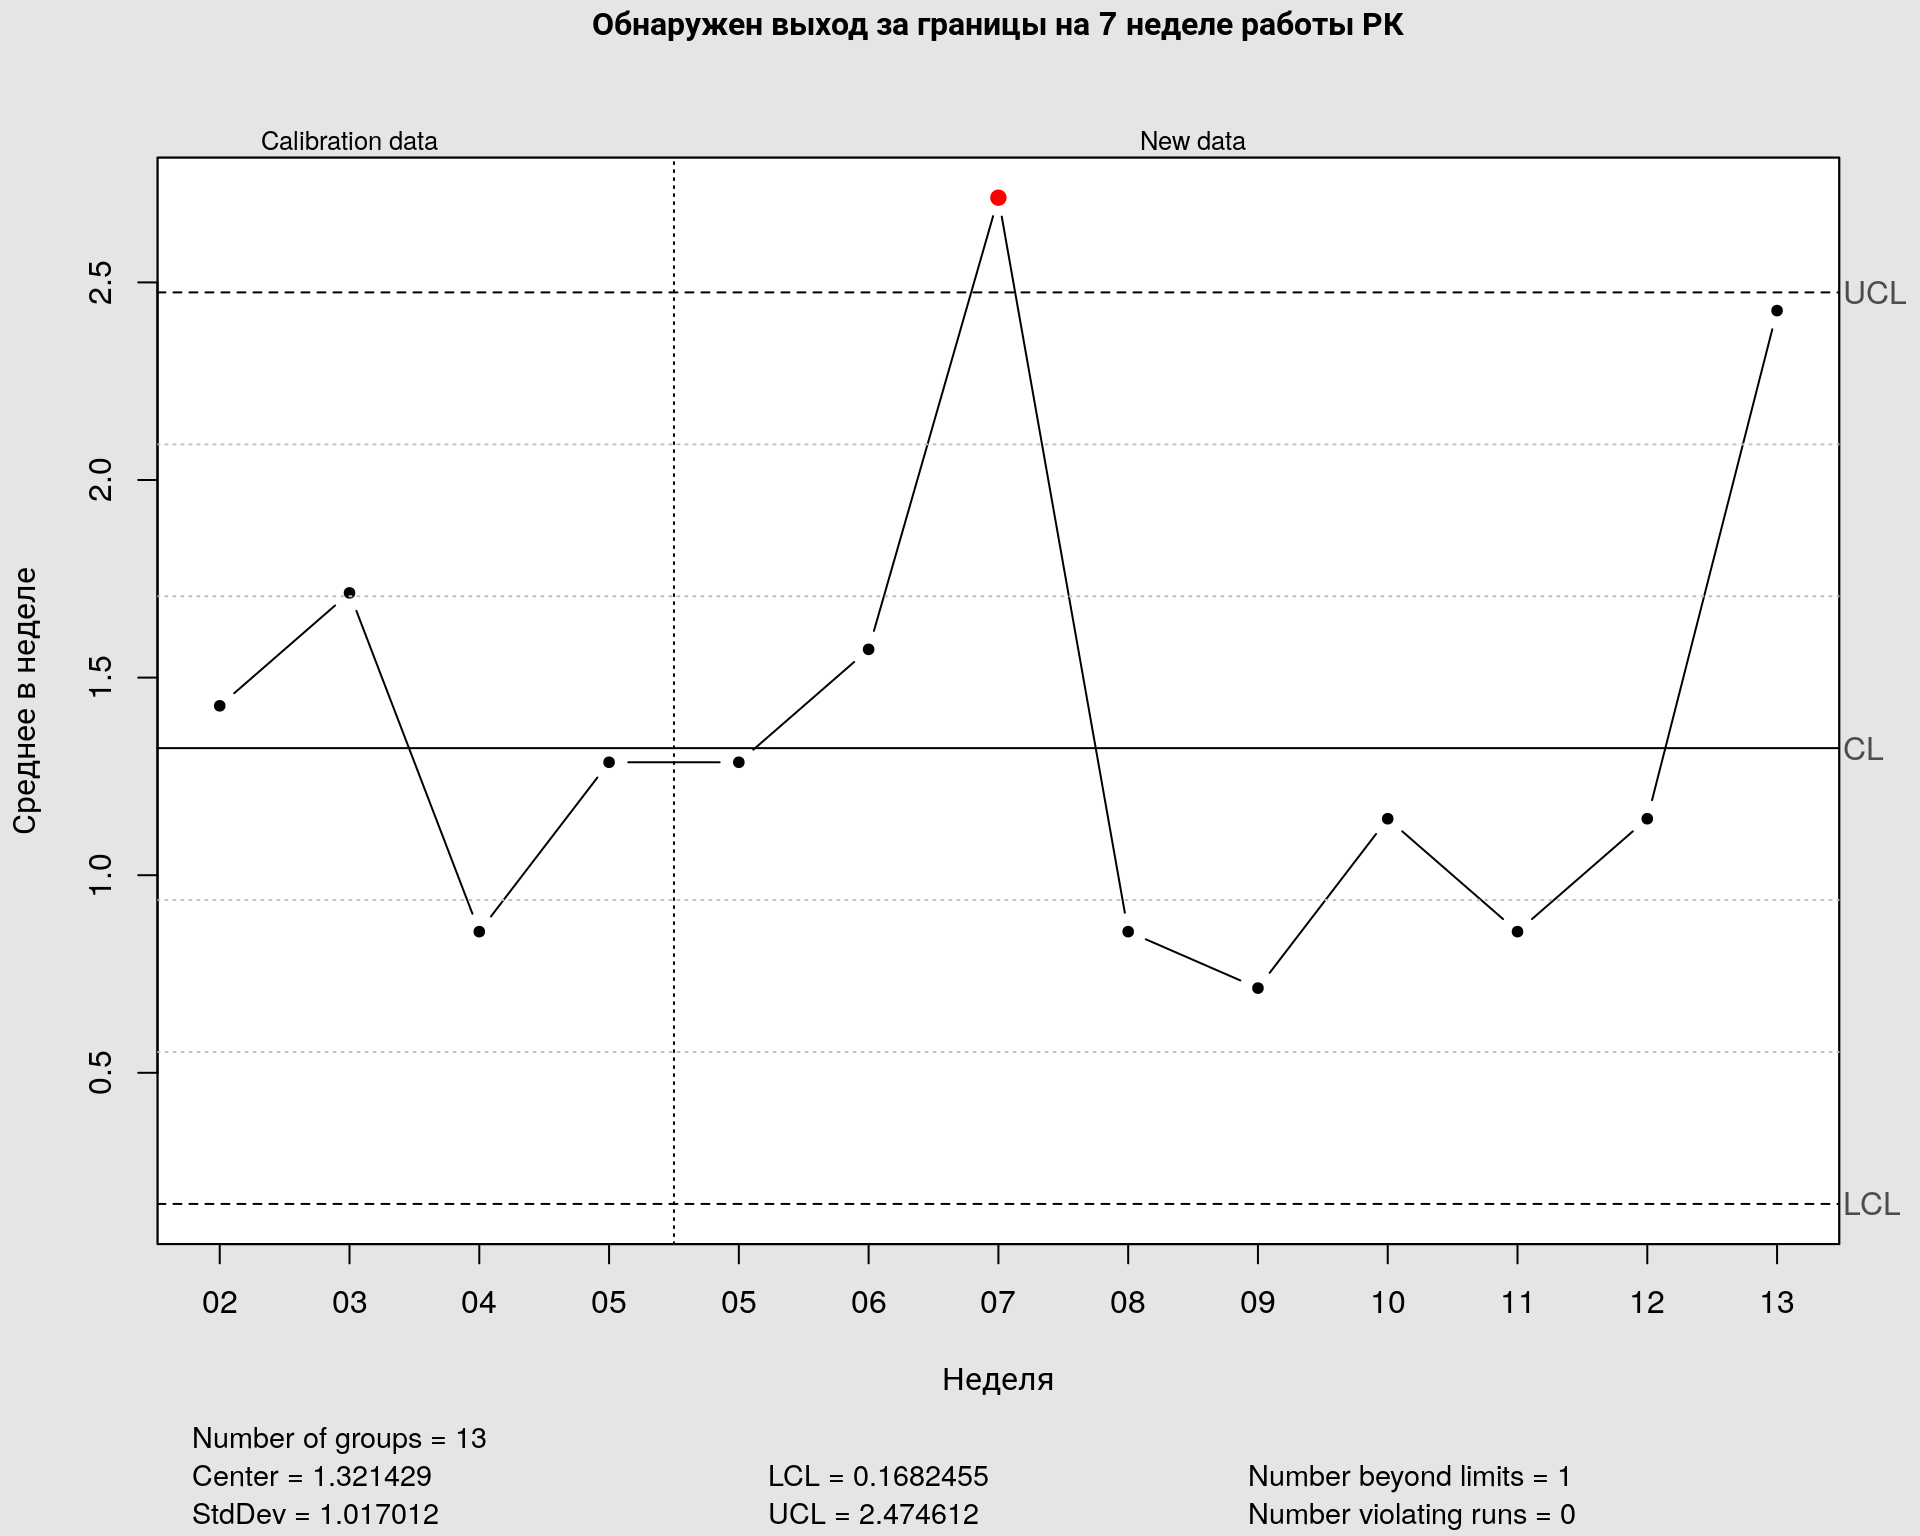 Обнаружен выход за границы на 7 неделе работы РК
Calibration data
New data
Среднее в неделе
2.5
2.0
1.5
1.0
0.5
UCL
CL
LCL
02 03 04 05 05 06 07 08 09 10 11 12 13
Неделя
Number of groups = 13
Center = 1.321429
StdDev = 1.017012
LCL = 0.1682455
UCL = 2.474612
Number beyond limits = 1
Number violating runs = 0